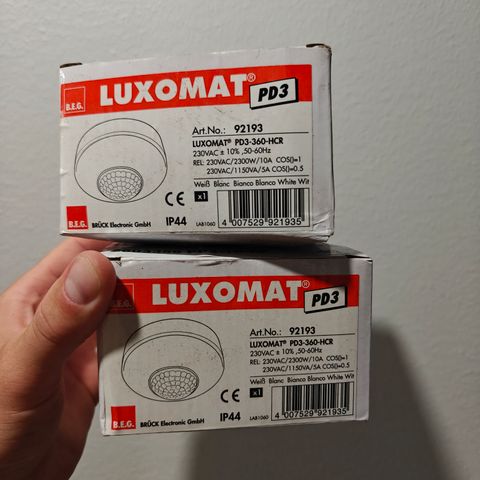 B.E.G.
LUXOMAT® PD3
Art.No.: 92193
LUXOMAT® PD3-360-HCR
230VAC ± 10% ,50-60Hz
REL: 230VAC/2300W/10A COS()=1
230VAC/1150VA/5A COS()=0.5
Weiß Blanc Bianco Blanco White Wit
CE x1
B.E.G. BRÜCK Electronic GmbH IP44 LAB1060 4 007529 921935
B.E.G.
LUXOMAT® PD3
Art.No.: 92193
LUXOMAT® PD3-360-HCR
230VAC ± 10% ,50-60Hz
REL: 230VAC/2300W/10A COS()=1
230VAC/1150VA/5A COS()=0.5
Weiß Blanc Bianco Blanco White Wit
CE x1
B.E.G. BRÜCK Electronic GmbH IP44 LAB1060 4 007529 921935